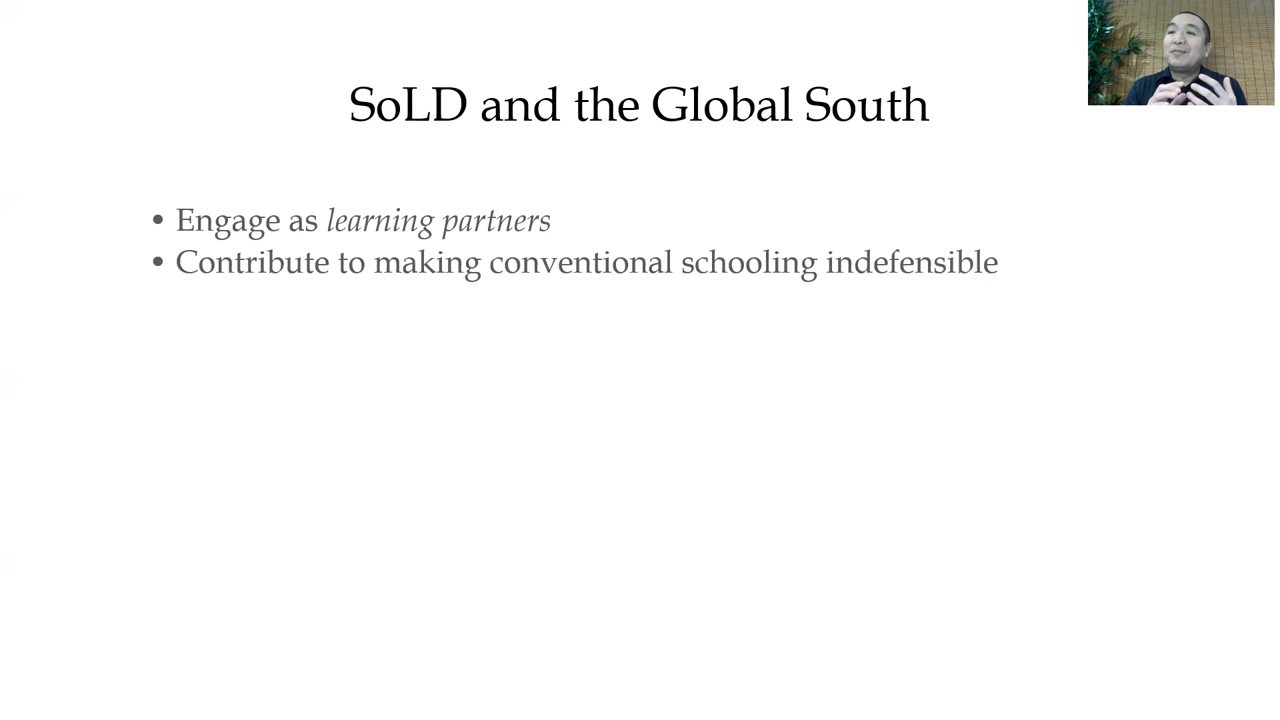 SoLD and the Global South
• Engage as learning partners
• Contribute to making conventional schooling indefensible